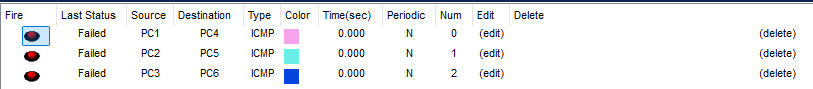 Fire Last Status Source Destination Type Color Time(sec) Periodic Num Edit Delete
Failed PC1 PC4 ICMP 0.000 N 0 (edit) (delete)
Failed PC2 PC5 ICMP 0.000 N 1 (edit) (delete)
Failed PC3 PC6 ICMP 0.000 N 2 (edit) (delete)